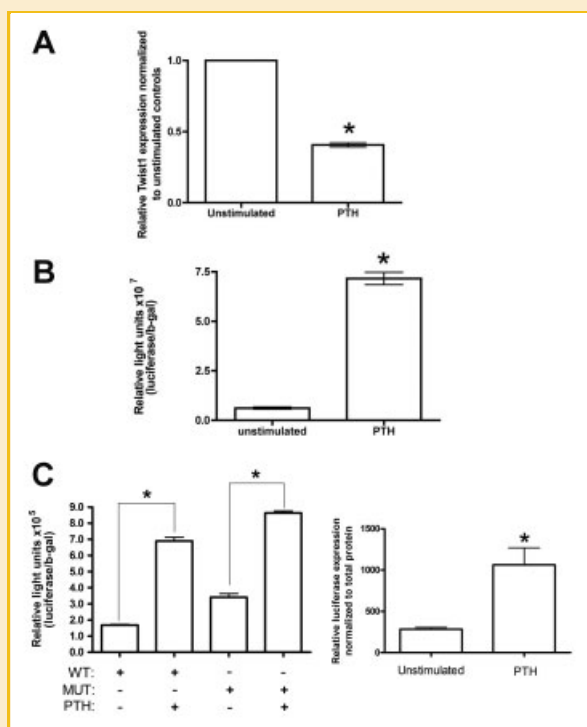 A
Relative Twist1 expression normalized
to unstimulated controls
1.0
0.5
0.0
*
Unstimulated PTH
B
Relative light units x10 7
(luciferase/b-gal)
7.5
5.0
2.5
0.0
*
unstimulated PTH
C
Relative light units x10 5
(luciferase/b-gal)
9.0
8.0
7.0
6.0
5.0
4.0
3.0
2.0
1.0
* *
WT: + + - -
MUT: - - + +
PTH: - + - +
Relative luciferase expression
normalized to total protein
1500
1000
500
0
*
Unstimulated PTH